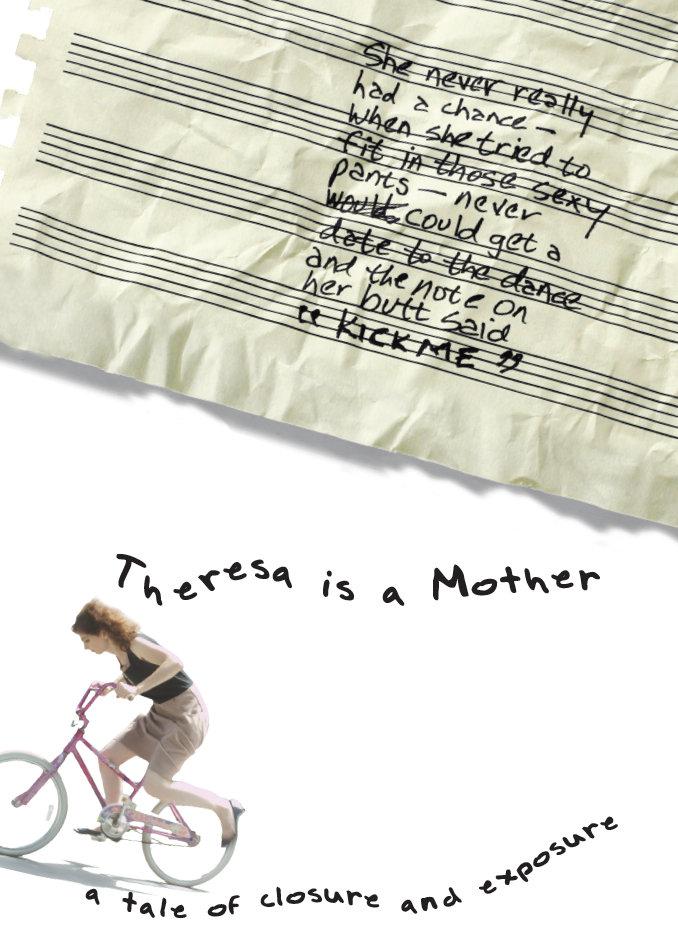 She never really
had a chance —
when she tried to
fit in those sexy
pants — never
could get a
date to the dance
and the note on
her butt said
"KICK ME"
Theresa is a Mother
a tale of closure and exposure